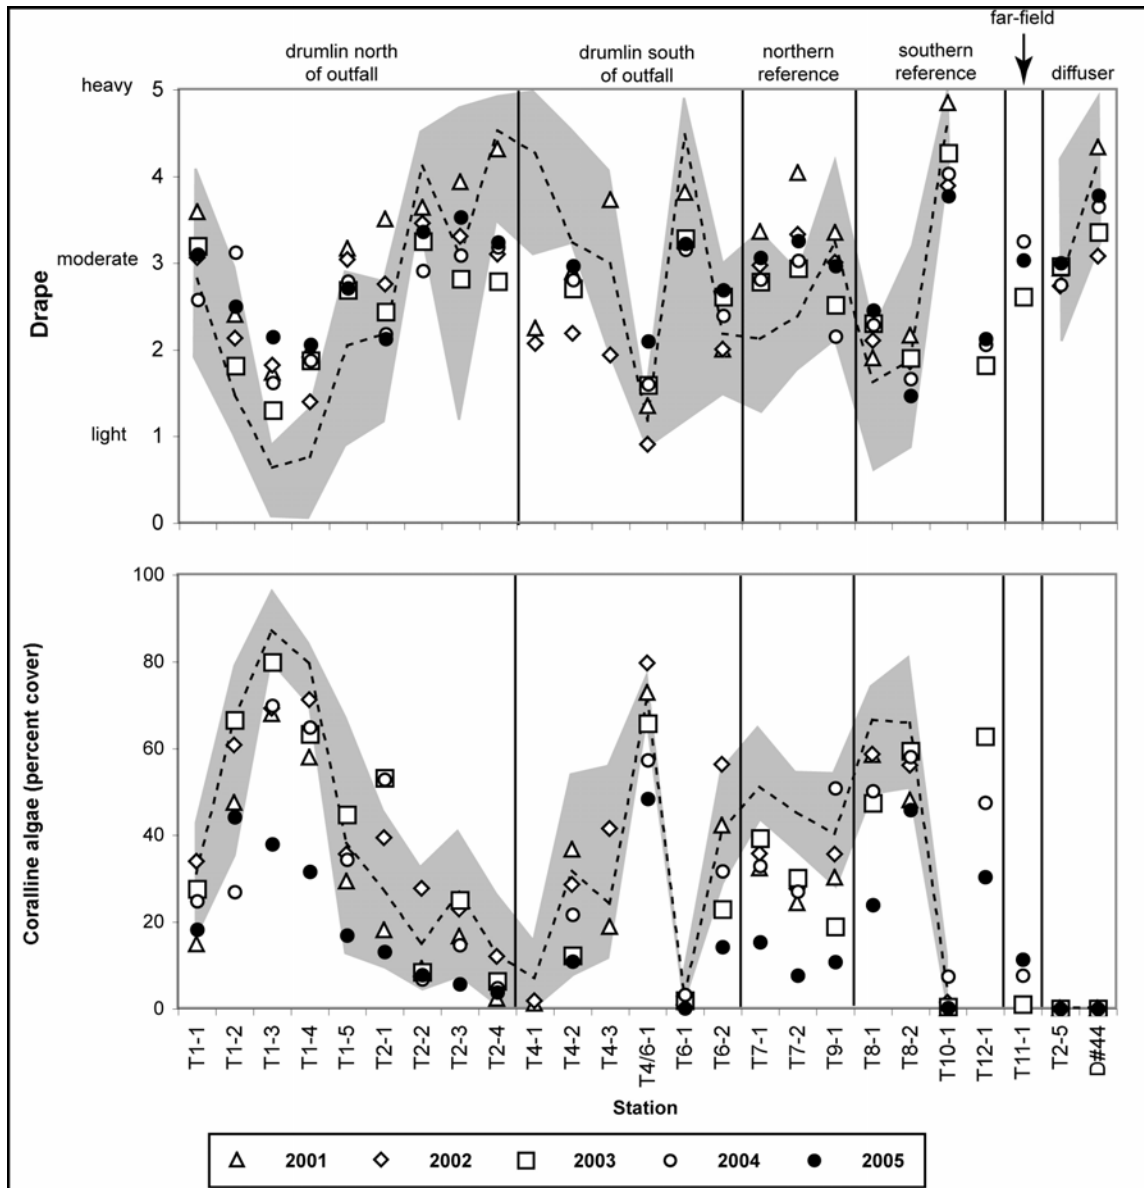 far-field
drumlin north
of outfall
drumlin south
of outfall
northern
reference
southern
reference
diffuser
heavy
moderate
light
Drape
5
4
3
2
1
0
Coralline algae (percent cover)
100
80
60
40
20
0
T1-1
T1-2
T1-3
T1-4
T1-5
T2-1
T2-2
T2-3
T2-4
T4-1
T4-2
T4-3
T4/6-1
T6-1
T6-2
T7-1
T7-2
T9-1
T8-1
T8-2
T10-1
T12-1
T11-1
T2-5
D#44
Station
2001 2002 2003 2004 2005